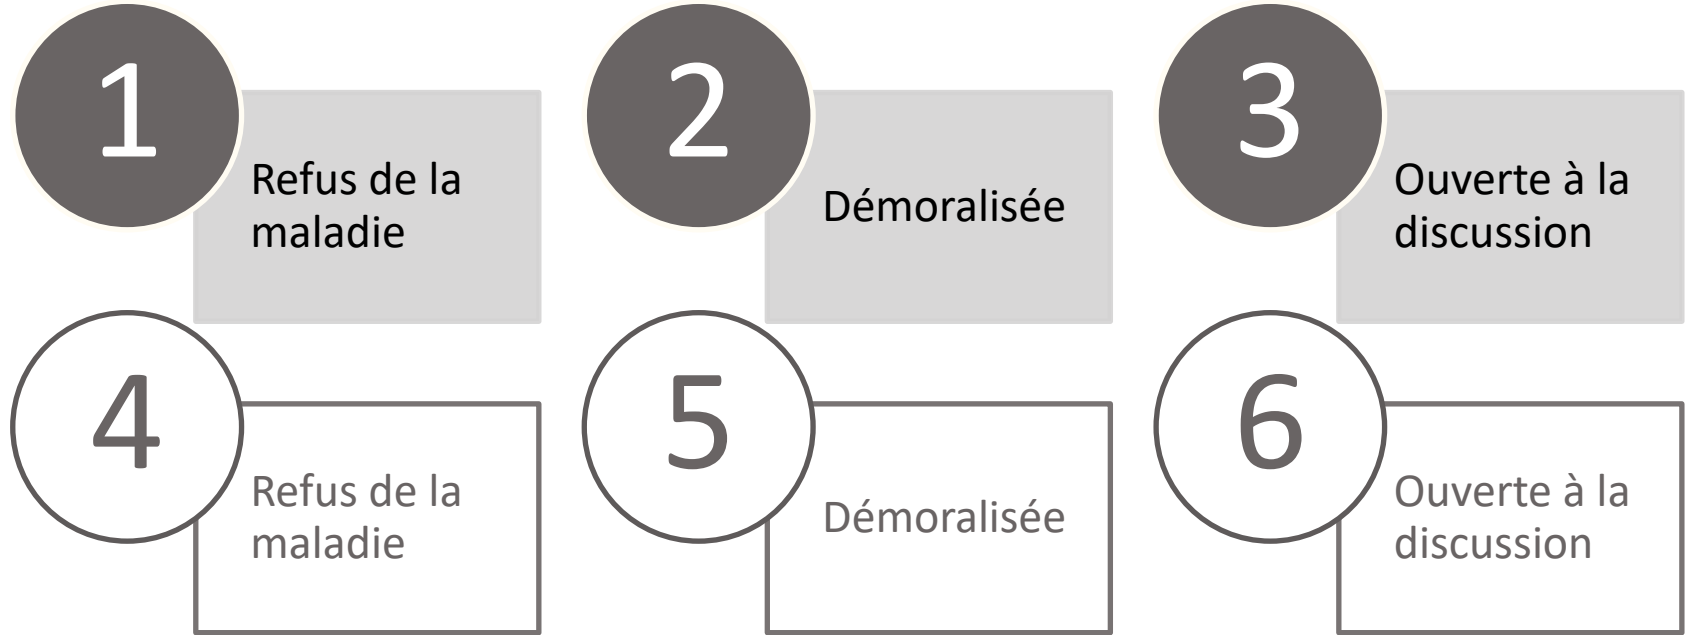 1
Refus de la
maladie
2
Démoralisée
3
Ouverte à la
discussion
4
Refus de la
maladie
5
Démoralisée
6
Ouverte à la
discussion